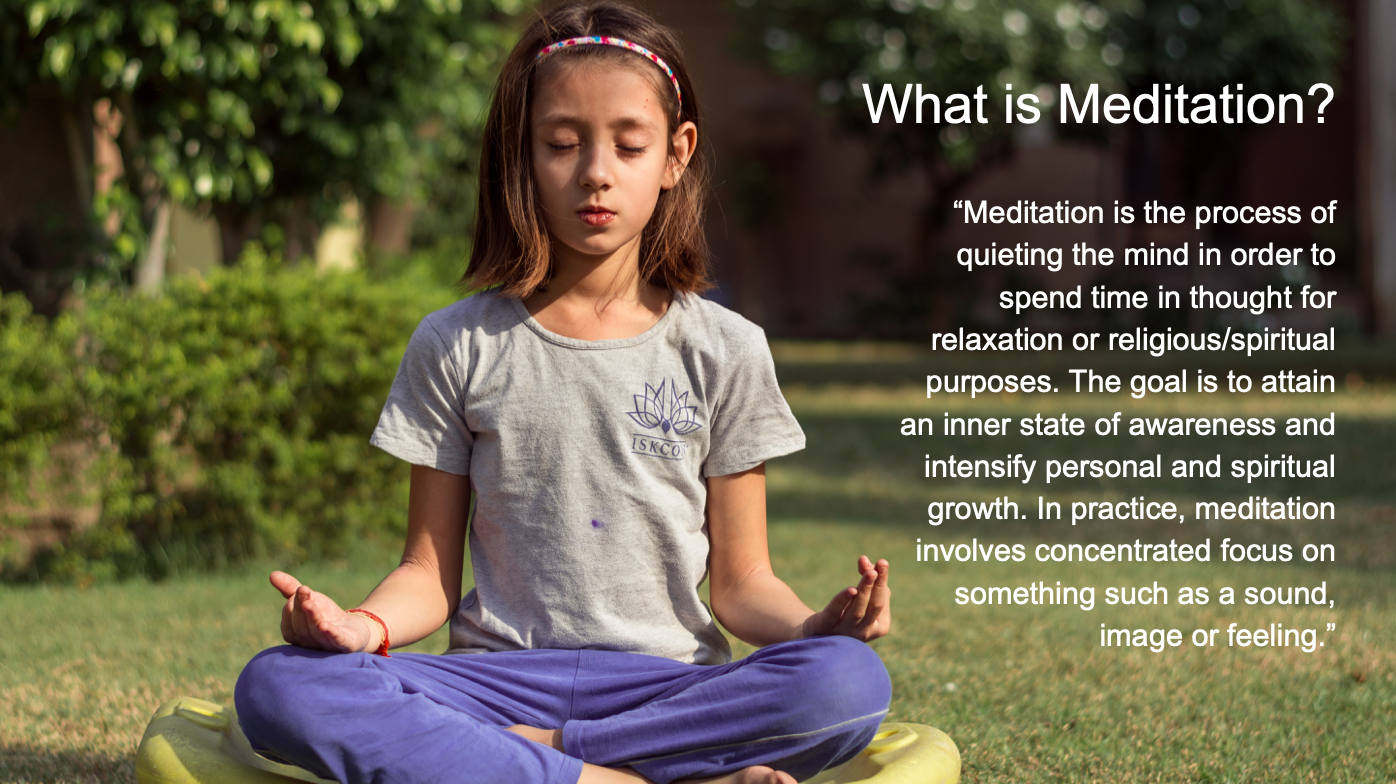 What is Meditation?
“Meditation is the process of
quieting the mind in order to
spend time in thought for
relaxation or religious/spiritual
purposes. The goal is to attain
an inner state of awareness and
intensify personal and spiritual
growth. In practice, meditation
involves concentrated focus on
something such as a sound,
image or feeling.”